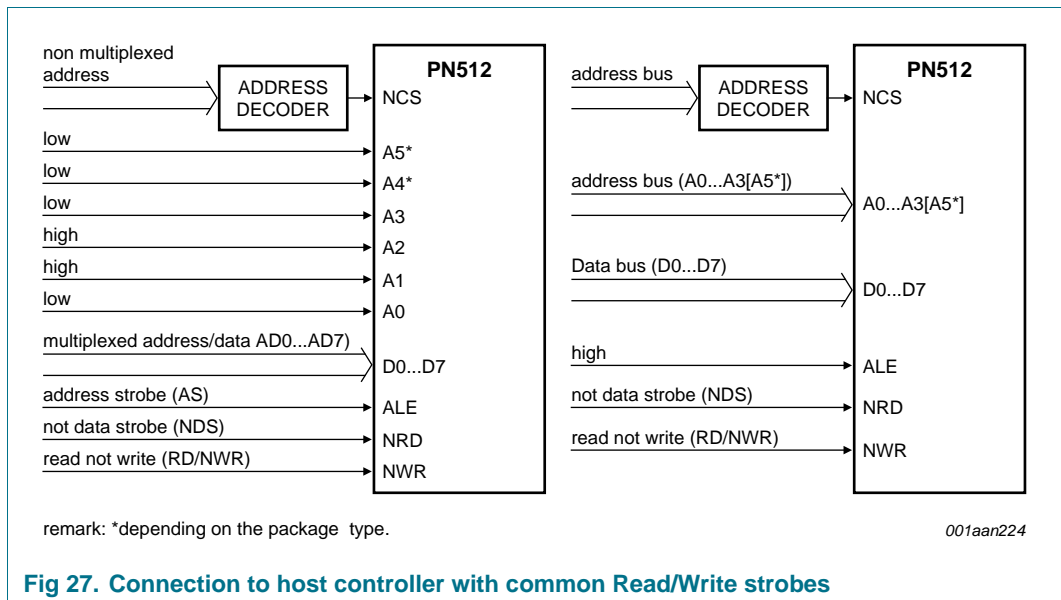 non multiplexed
address
ADDRESS
DECODER
PN512
NCS
low
A5*
low
A4*
low
A3
high
A2
high
A1
low
A0
multiplexed address/data AD0...AD7)
D0...D7
address strobe (AS)
ALE
not data strobe (NDS)
NRD
read not write (RD/NWR)
NWR
address bus
ADDRESS
DECODER
PN512
NCS
address bus (A0...A3[A5*])
A0...A3[A5*]
Data bus (D0...D7)
D0...D7
high
ALE
not data strobe (NDS)
NRD
read not write (RD/NWR)
NWR
remark: *depending on the package type.
001aan224
Fig 27. Connection to host controller with common Read/Write strobes